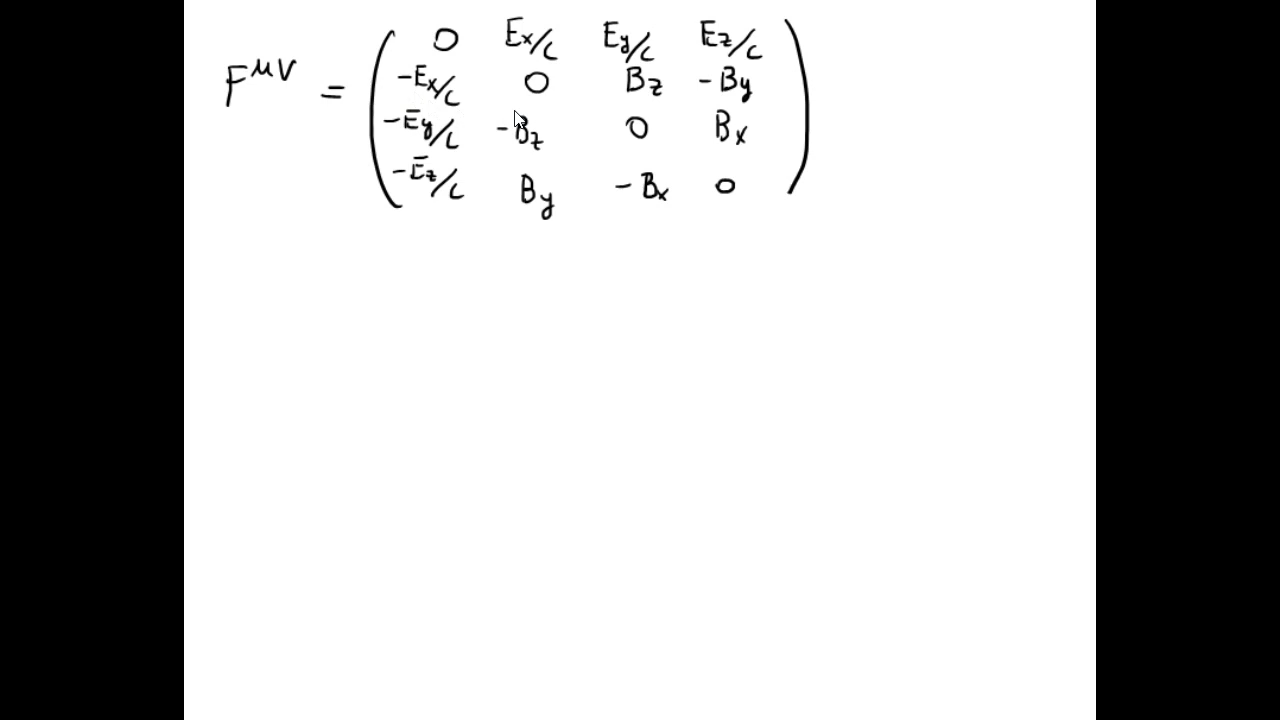 F^μν = ( 0 Ex/c Ey/c Ez/c
-Ex/c 0 Bz -By
-Ey/c -Bz 0 Bx
-Ez/c By -Bx 0 )